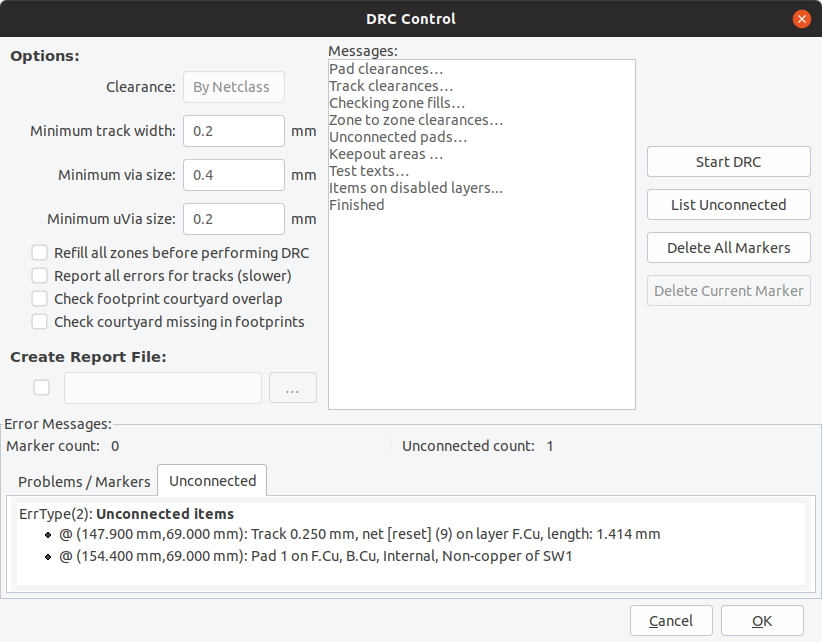 DRC Control
Options:
Clearance: By Netclass
Minimum track width: 0.2 mm
Minimum via size: 0.4 mm
Minimum uVia size: 0.2 mm
Refill all zones before performing DRC
Report all errors for tracks (slower)
Check footprint courtyard overlap
Check courtyard missing in footprints
Create Report File:
...
Messages:
Pad clearances...
Track clearances...
Checking zone fills...
Zone to zone clearances...
Unconnected pads...
Keepout areas ...
Test texts...
Items on disabled layers...
Finished
Start DRC
List Unconnected
Delete All Markers
Delete Current Marker
Error Messages:
Marker count: 0 Unconnected count: 1
Problems / Markers Unconnected
ErrType(2): Unconnected items
• @ (147.900 mm,69.000 mm): Track 0.250 mm, net [reset] (9) on layer F.Cu, length: 1.414 mm
• @ (154.400 mm,69.000 mm): Pad 1 on F.Cu, B.Cu, Internal, Non-copper of SW1
Cancel OK